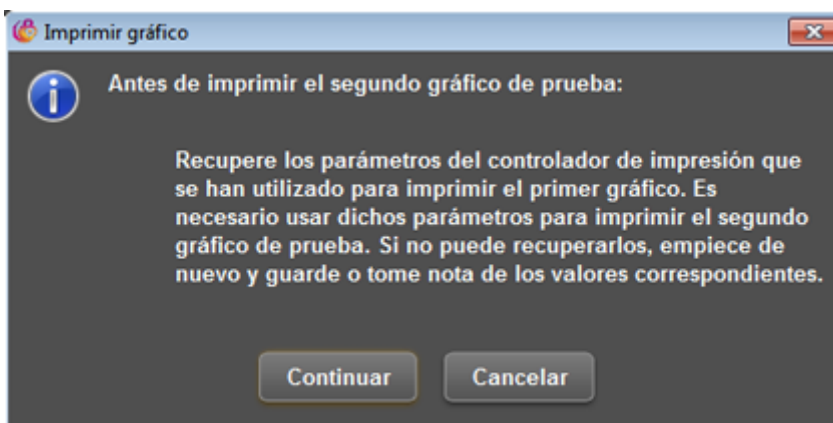 Imprimir gráfico
Antes de imprimir el segundo gráfico de prueba:
Recupere los parámetros del controlador de impresión que
se han utilizado para imprimir el primer gráfico. Es
necesario usar dichos parámetros para imprimir el segundo
gráfico de prueba. Si no puede recuperarlos, empiece de
nuevo y guarde o tome nota de los valores correspondientes.
Continuar
Cancelar